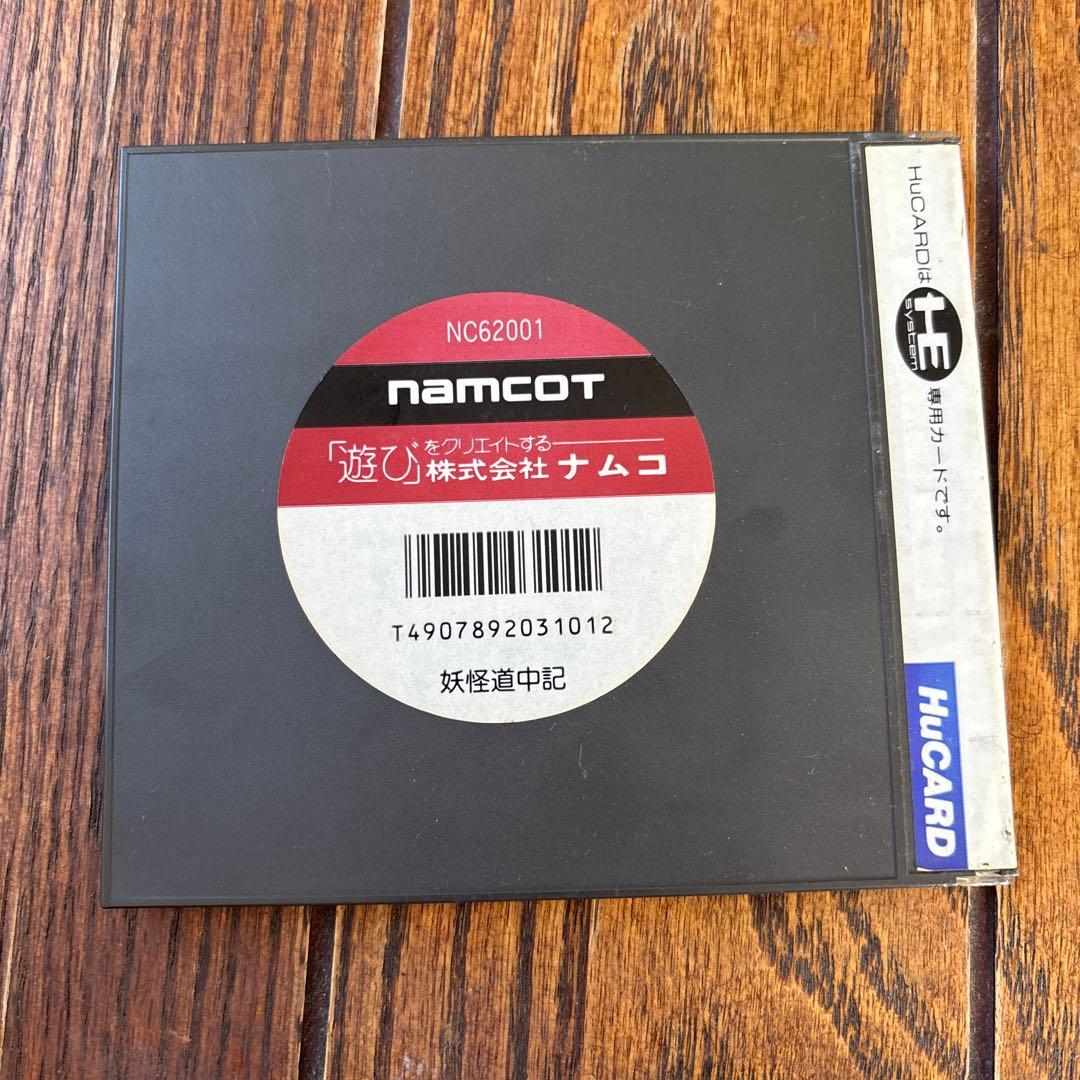 NC62001
namcot
「遊び」をクリエイトする
株式会社ナムコ
T4907892031012
妖怪道中記
HuCARDは HE system 専用カードです。
HuCARD